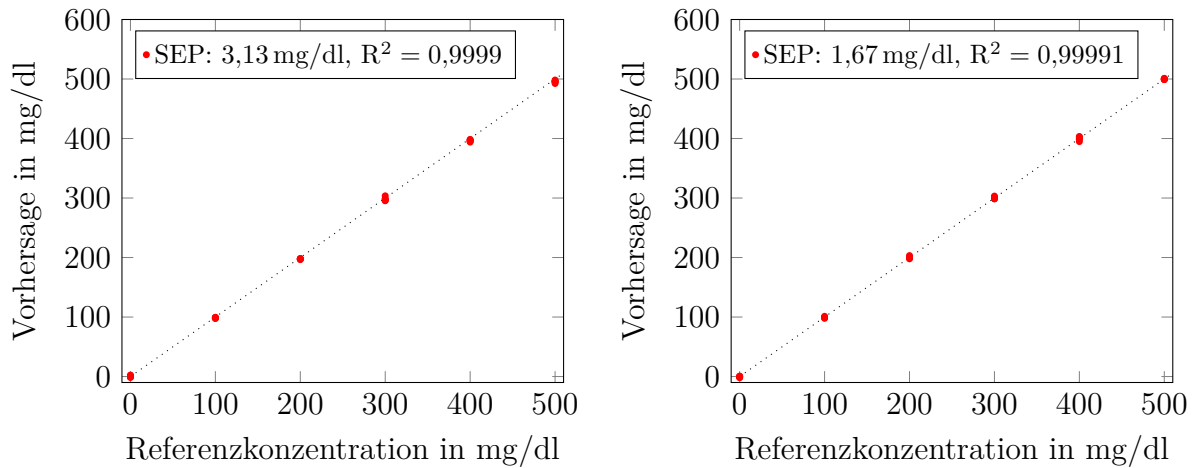 600
500
400
300
200
100
0
Vorhersage in mg/dl
SEP: 3,13 mg/dl, R² = 0,9999
0 100 200 300 400 500
Referenzkonzentration in mg/dl
600
500
400
300
200
100
0
Vorhersage in mg/dl
SEP: 1,67 mg/dl, R² = 0,99991
0 100 200 300 400 500
Referenzkonzentration in mg/dl